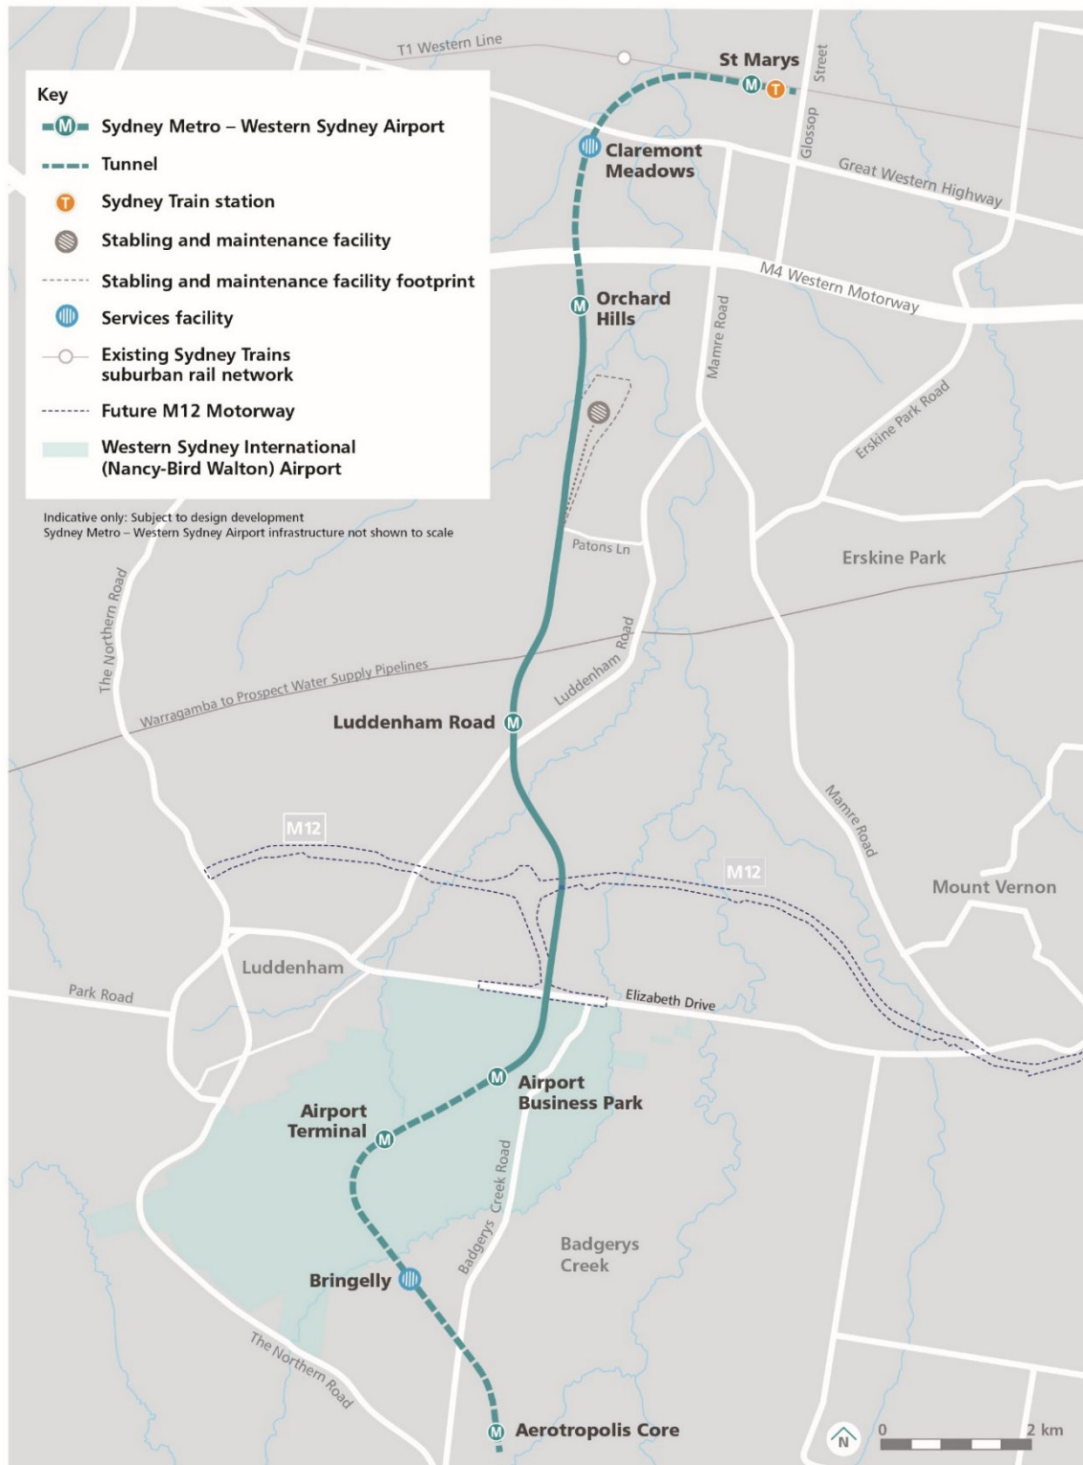 T1 Western Line
St Marys
M
T
Glossop Street
Key
M
Sydney Metro – Western Sydney Airport
Tunnel
T
Sydney Train station
Stabling and maintenance facility
Stabling and maintenance facility footprint
Services facility
Existing Sydney Trains
suburban rail network
Future M12 Motorway
Western Sydney International
(Nancy-Bird Walton) Airport
Indicative only: Subject to design development
Sydney Metro – Western Sydney Airport infrastructure not shown to scale
Claremont
Meadows
Great Western Highway
M4 Western Motorway
M
Orchard
Hills
Mamre Road
Erskine Park Road
Patons Ln
Erskine Park
The Northern Road
Warragamba to Prospect Water Supply Pipelines
Luddenham Road
Luddenham Road
M
Mamre Road
M12
M12
Mount Vernon
Luddenham
Park Road
Elizabeth Drive
M
Airport
Business Park
Airport
Terminal
M
Badgerys Creek Road
Badgerys
Creek
Bringelly
The Northern Road
M
Aerotropolis Core
N
0
2 km